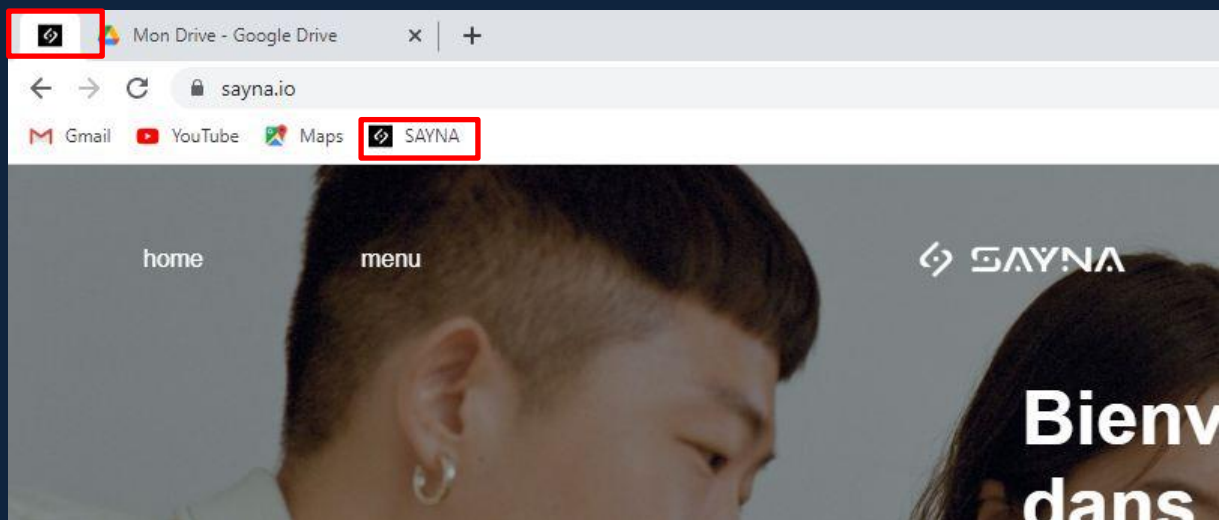 Mon Drive - Google Drive
sayna.io
Gmail YouTube Maps SAYNA
home menu SAYNA
Bienv
dans